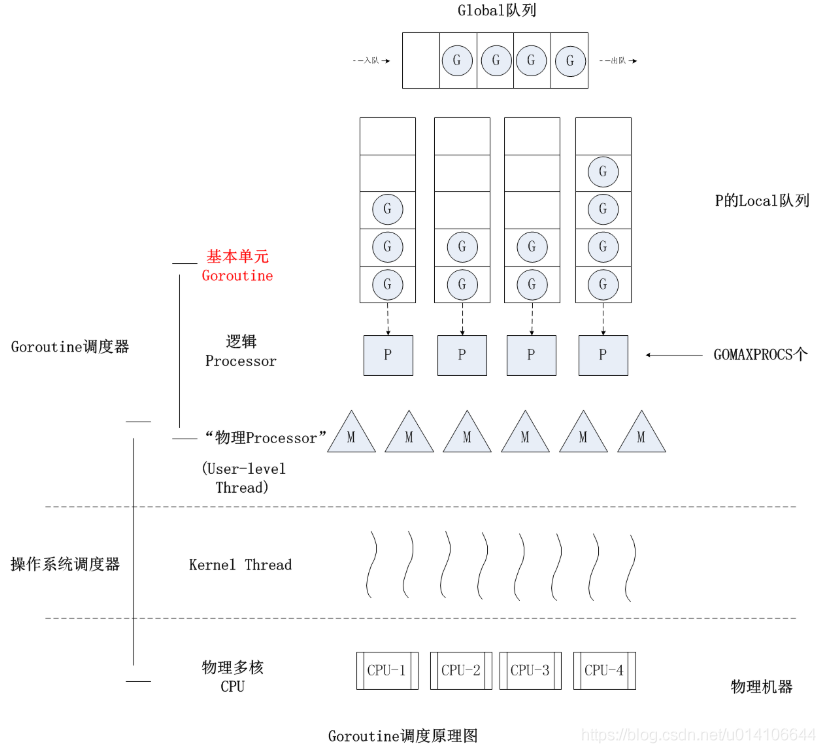 Global队列
---入队
G G G G
---出队
G
G G
G G G G
G G G G
P的Local队列
基本单元
Goroutine
Goroutine调度器
逻辑
Processor
P P P P
GOMAXPROCS个
“物理Processor”
(User-level
Thread)
M M M M M M
操作系统调度器
Kernel Thread
物理多核
CPU
CPU-1 CPU-2 CPU-3 CPU-4
物理机器
Goroutine调度原理图
https://blog.csdn.net/u014106644